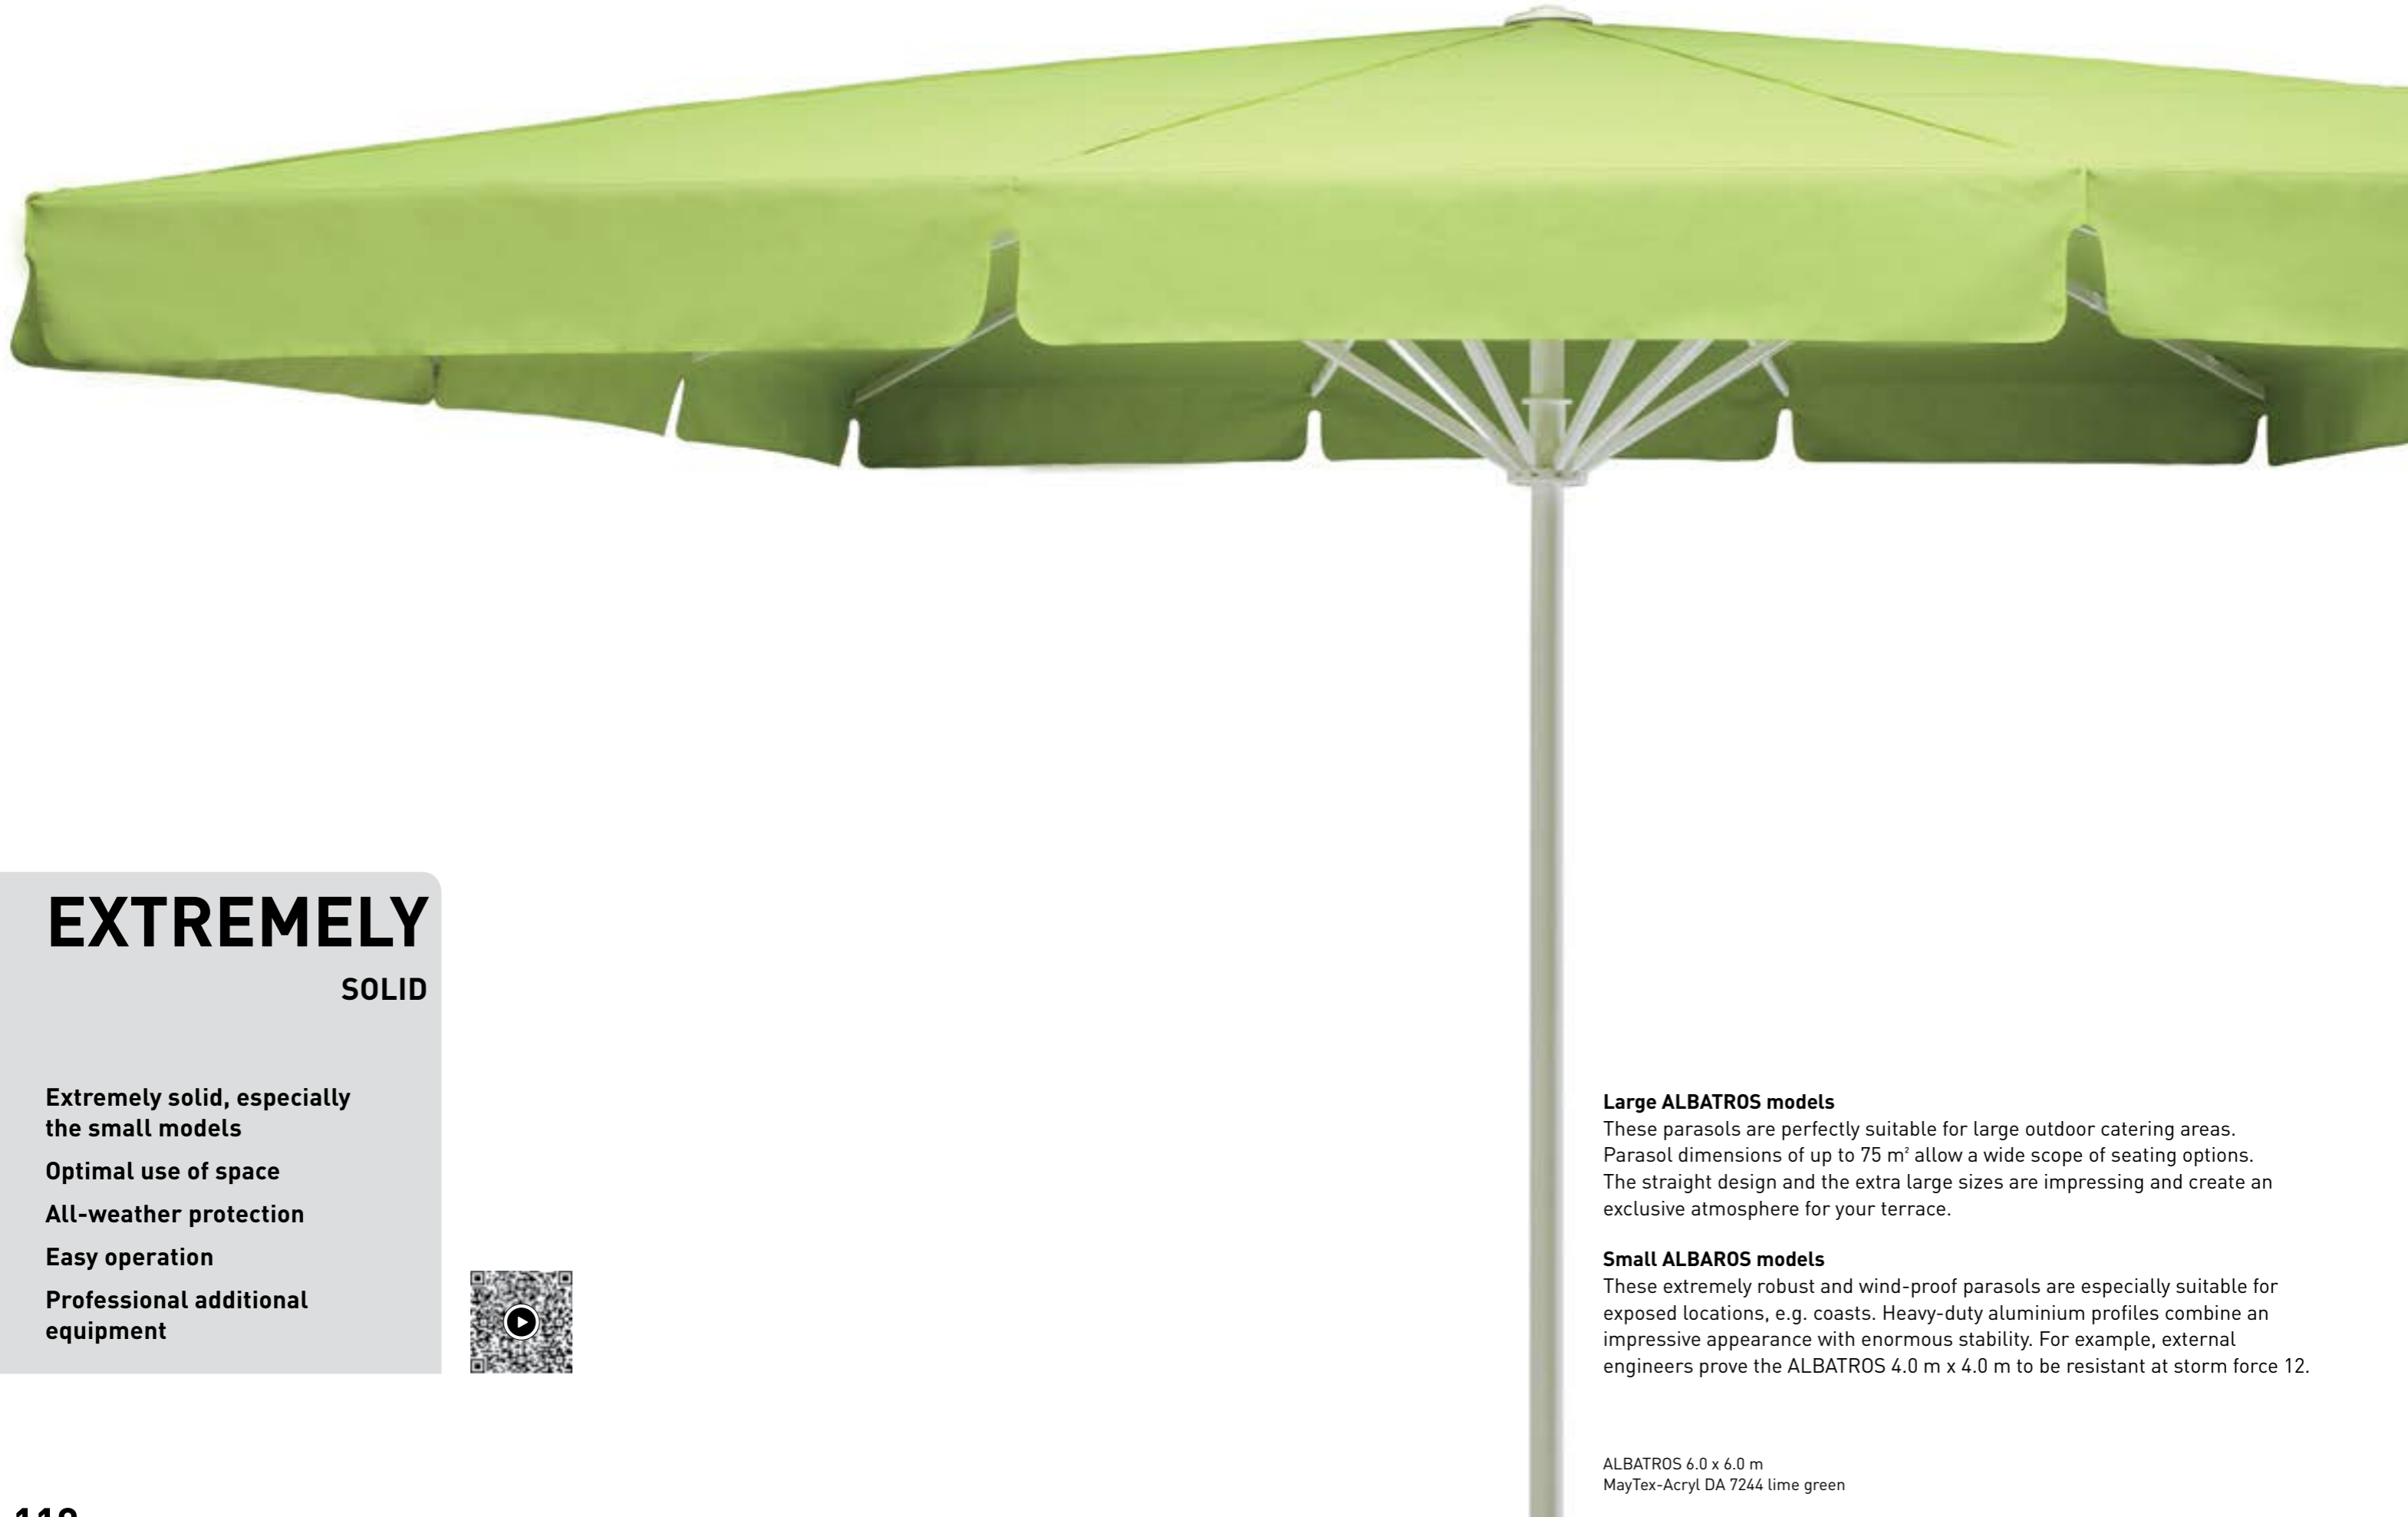 EXTREMELY
SOLID
Extremely solid, especially
the small models
Optimal use of space
All-weather protection
Easy operation
Professional additional
equipment
Large ALBATROS models
These parasols are perfectly suitable for large outdoor catering areas.
Parasol dimensions of up to 75 m² allow a wide scope of seating options.
The straight design and the extra large sizes are impressing and create an
exclusive atmosphere for your terrace.
Small ALBAROS models
These extremely robust and wind-proof parasols are especially suitable for
exposed locations, e.g. coasts. Heavy-duty aluminium profiles combine an
impressive appearance with enormous stability. For example, external
engineers prove the ALBATROS 4.0 m x 4.0 m to be resistant at storm force 12.
ALBATROS 6.0 x 6.0 m
MayTex-Acryl DA 7244 lime green